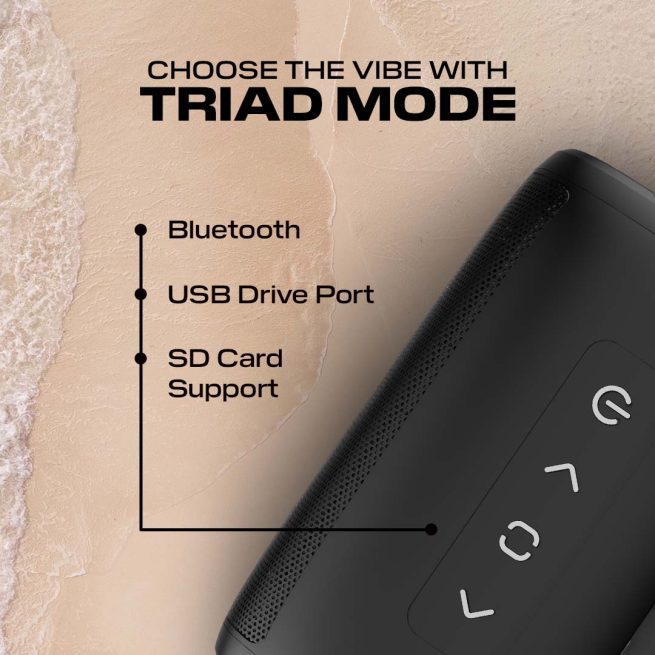 CHOOSE THE VIBE WITH
TRIAD MODE
Bluetooth
USB Drive Port
SD Card
Support